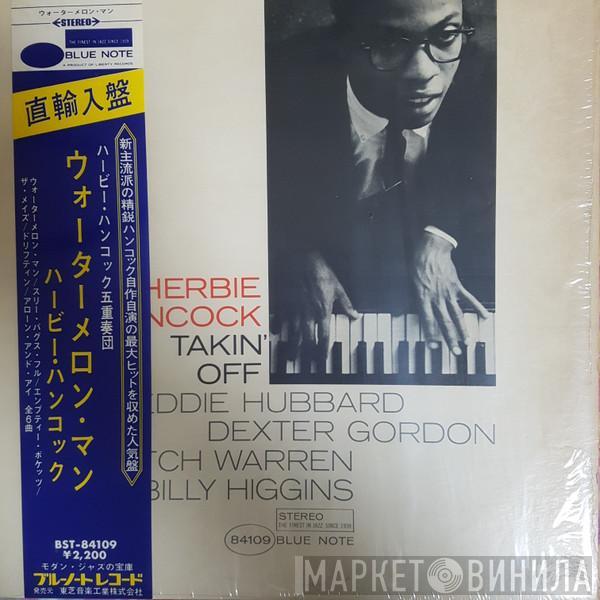 ウォーターメロン・マン
STEREO
THE FINEST IN JAZZ SINCE 1939
BLUE NOTE
A PRODUCT OF LIBERTY RECORDS
直輸入盤
新主流派の精鋭ハンコック自作自演の最大ヒットを収めた人気盤
ハービー・ハンコック五重奏団
ウォーターメロン・マン
ハービー・ハンコック
ウォーターメロン・マン/スリー・バグス・フル/エンプティー・ポケッツ/
ザ・メイズ/ドリフティン/アローン・アンド・アイ 全6曲
BST-84109
¥2,200
モダン・ジャズの宝庫
ブルーノートレコード
発売元 東芝音楽工業株式会社
HERBIE
NCOCK
TAKIN'
OFF
EDDIE HUBBARD
DEXTER GORDON
TCH WARREN
BILLY HIGGINS
STEREO
THE FINEST IN JAZZ SINCE 1939
84109 BLUE NOTE
МАРКЕТ ВИНИЛА